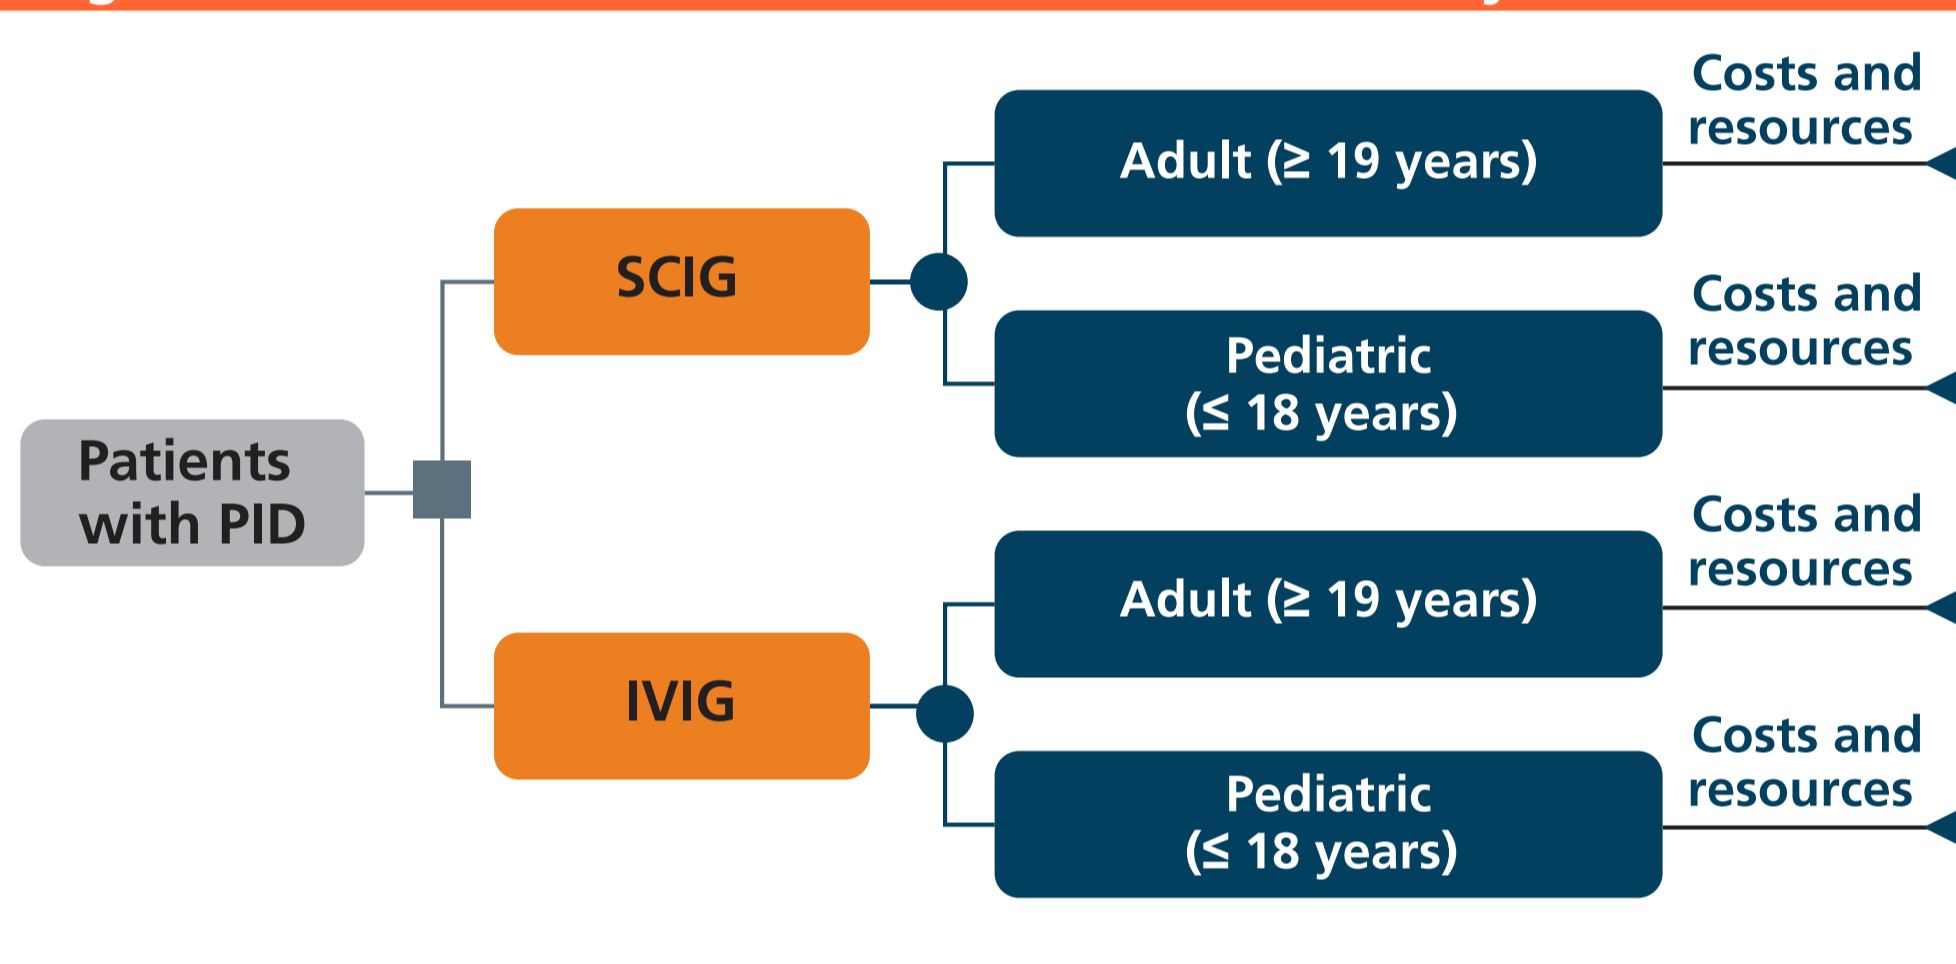 Costs and
resources
Adult (≥ 19 years)
SCIG
Costs and
resources
Pediatric
(≤ 18 years)
Patients
with PID
Costs and
resources
Adult (≥ 19 years)
IVIG
Costs and
resources
Pediatric
(≤ 18 years)